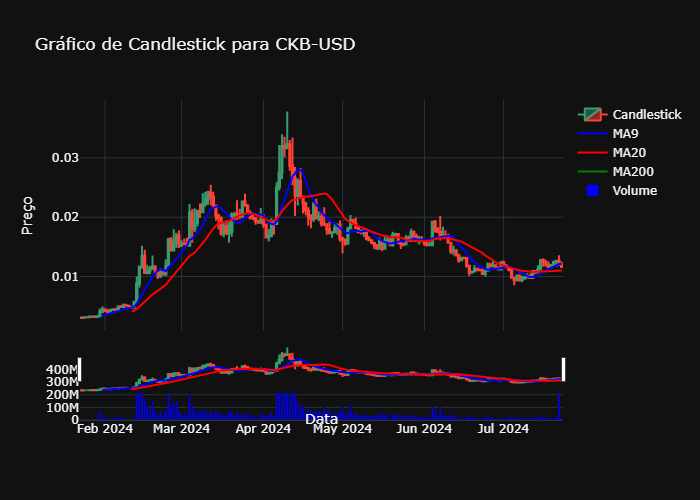 Gráfico de Candlestick para CKB-USD
Candlestick
MA9
MA20
MA200
Volume
Preço
0.03
0.02
0.01
400M
300M
200M
100M
0
Data
Feb 2024 Mar 2024 Apr 2024 May 2024 Jun 2024 Jul 2024